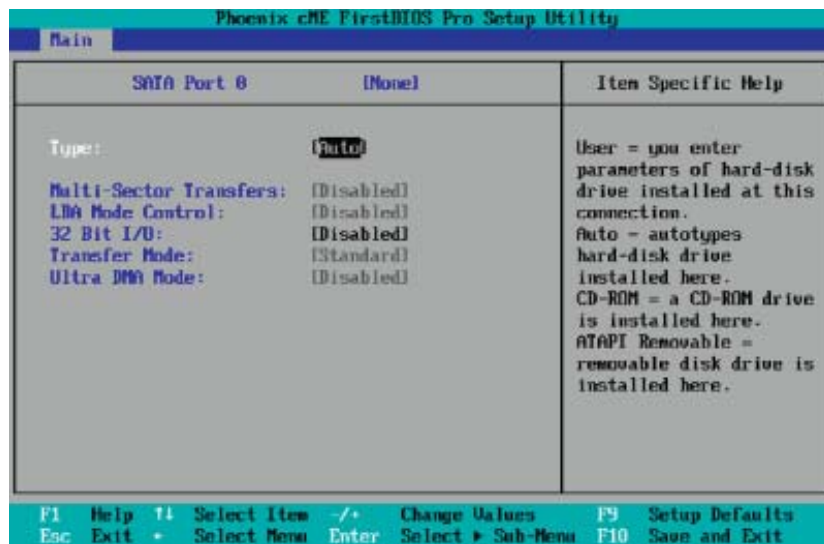 Phoenix cME FirstBIOS Pro Setup Utility
Main
SATA Port 0 [None]
Item Specific Help
Type: [Auto]
Multi-Sector Transfers: [Disabled]
LBA Mode Control: [Disabled]
32 Bit I/O: [Disabled]
Transfer Mode: [Standard]
Ultra DMA Mode: [Disabled]
User = you enter
parameters of hard-disk
drive installed at this
connection.
Auto = autotypes
hard-disk drive
installed here.
CD-ROM = a CD-ROM drive
is installed here.
ATAPI Removable =
removable disk drive is
installed here.
F1 Help ↑↓ Select Item -/+ Change Values F9 Setup Defaults
Esc Exit Select Menu Enter Select ▶ Sub-Menu F10 Save and Exit